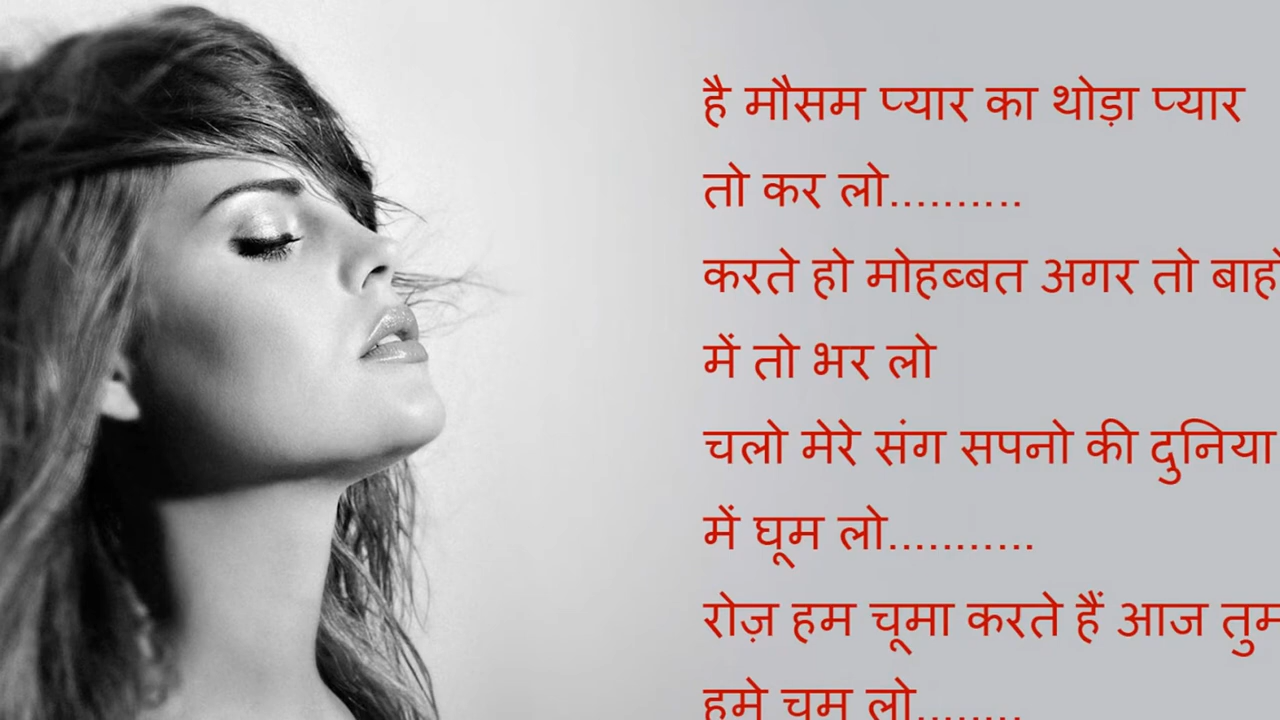 है मौसम प्यार का थोड़ा प्यार
तो कर लो..........
करते हो मोहब्बत अगर तो बाहो
में तो भर लो
चलो मेरे संग सपनो की दुनिया
में घूम लो...........
रोज़ हम चूमा करते हैं आज तुम
हमे चूम लो........